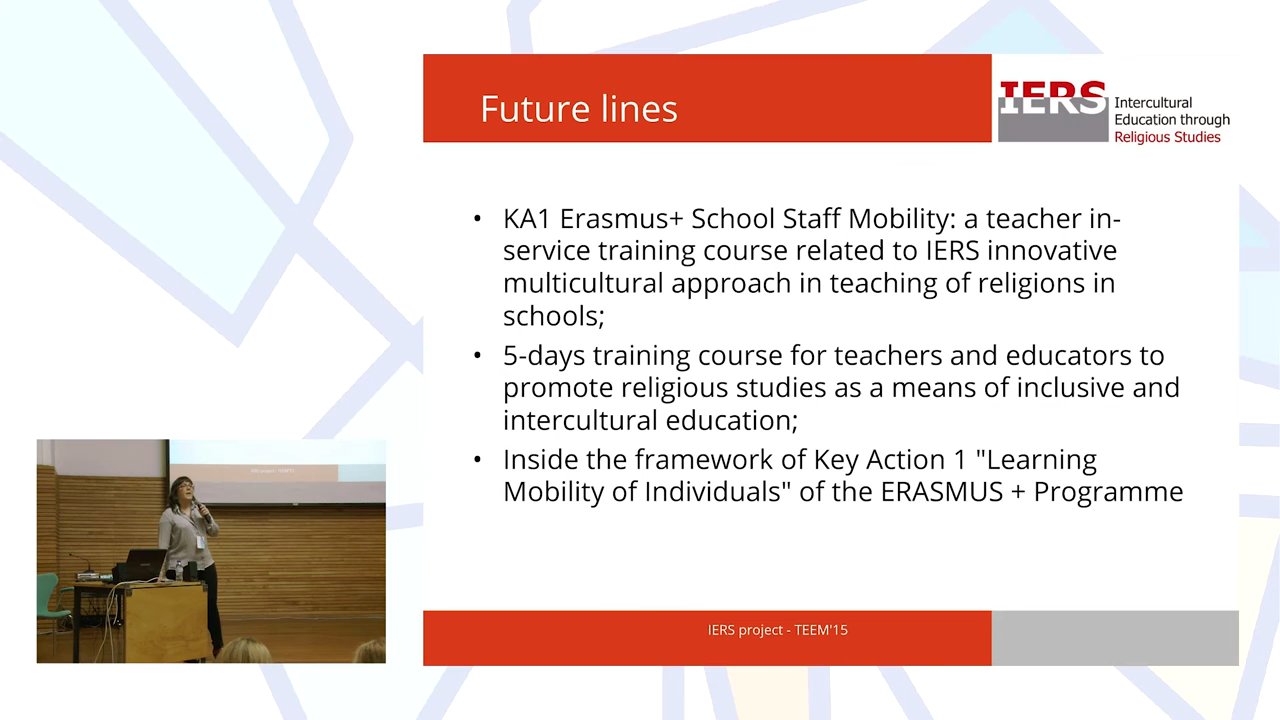 Future lines
IERS
Intercultural
Education through
Religious Studies
• KA1 Erasmus+ School Staff Mobility: a teacher in-
service training course related to IERS innovative
multicultural approach in teaching of religions in
schools;
• 5-days training course for teachers and educators to
promote religious studies as a means of inclusive and
intercultural education;
• Inside the framework of Key Action 1 "Learning
Mobility of Individuals" of the ERASMUS + Programme
IERS project - TEEM'15